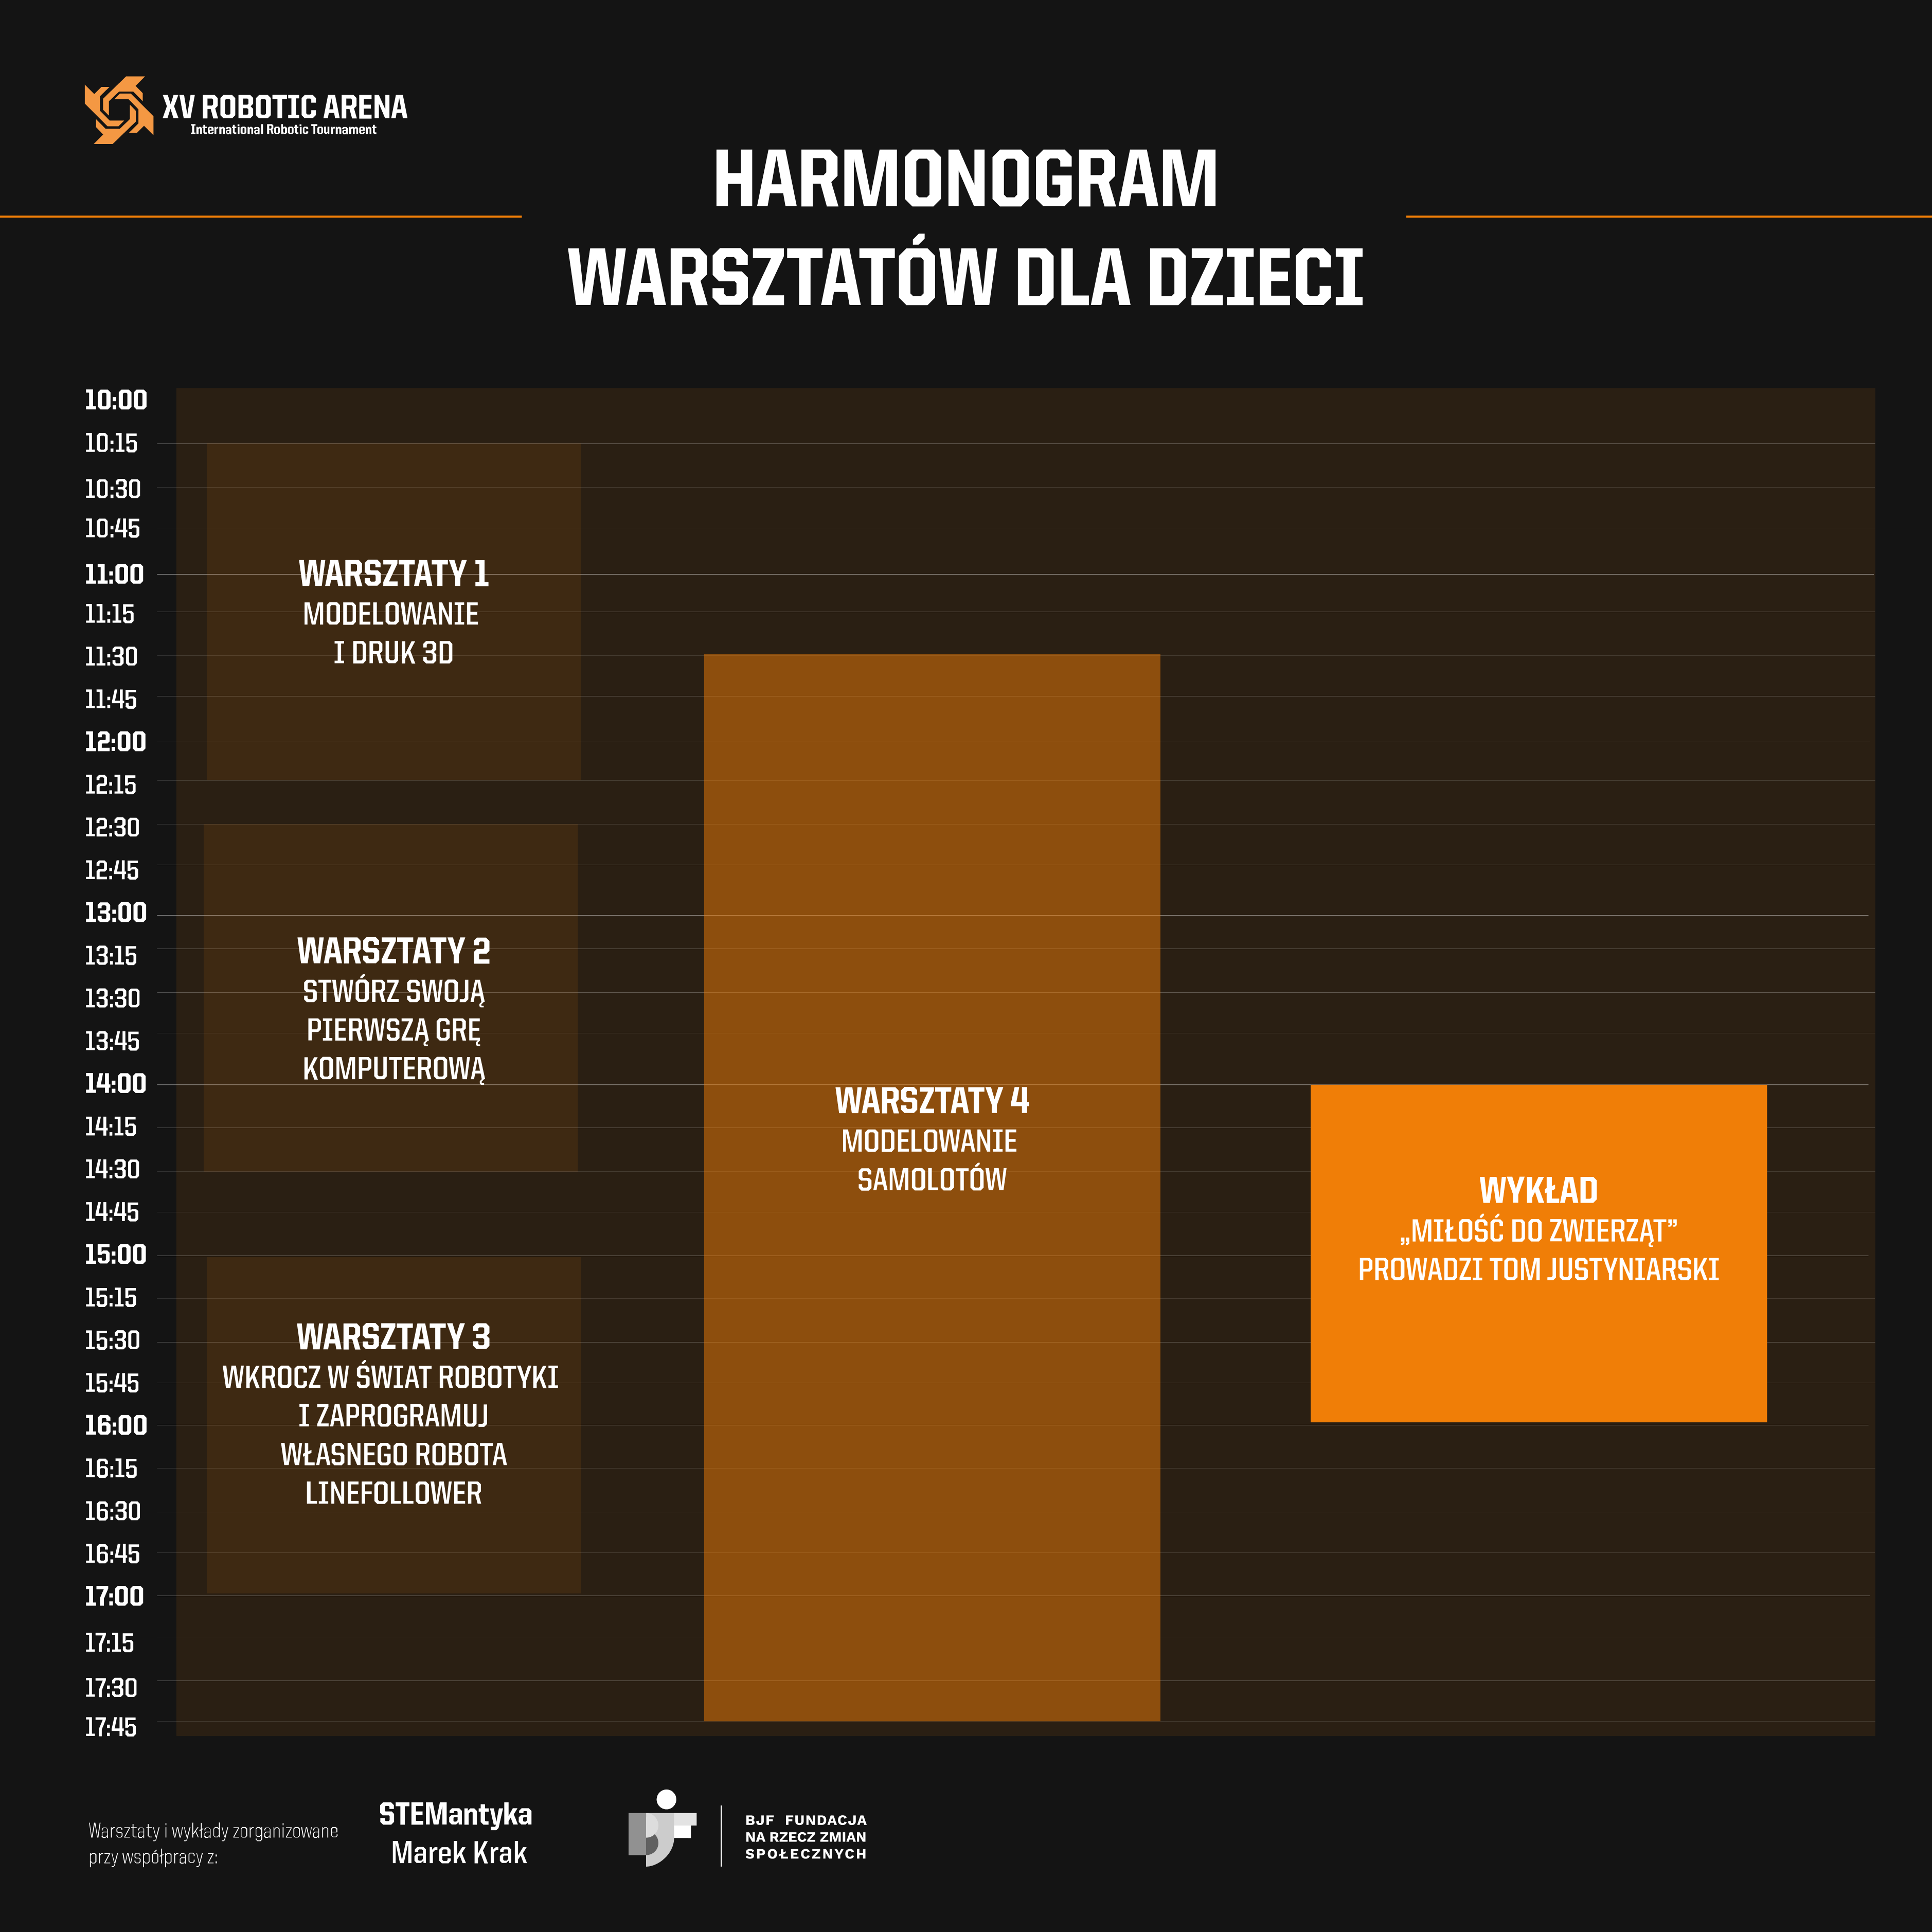 XV ROBOTIC ARENA
International Robotic Tournament
HARMONOGRAM
WARSZTATÓW DLA DZIECI
10:00
10:15
10:30
10:45
11:00
11:15
11:30
11:45
12:00
12:15
12:30
12:45
13:00
13:15
13:30
13:45
14:00
14:15
14:30
14:45
15:00
15:15
15:30
15:45
16:00
16:15
16:30
16:45
17:00
17:15
17:30
17:45
WARSZTATY 1
MODELOWANIE
I DRUK 3D
WARSZTATY 2
STWÓRZ SWOJĄ
PIERWSZĄ GRĘ
KOMPUTEROWĄ
WARSZTATY 3
WKROCZ W ŚWIAT ROBOTYKI
I ZAPROGRAMUJ
WŁASNEGO ROBOTA
LINEFOLLOWER
WARSZTATY 4
MODELOWANIE
SAMOLOTÓW
WYKŁAD
„MIŁOŚĆ DO ZWIERZĄT”
PROWADZI TOM JUSTYNIARSKI
Warsztaty i wykłady zorganizowane
przy współpracy z:
STEMantyka
Marek Krak
BJF FUNDACJA
NA RZECZ ZMIAN
SPOŁECZNYCH